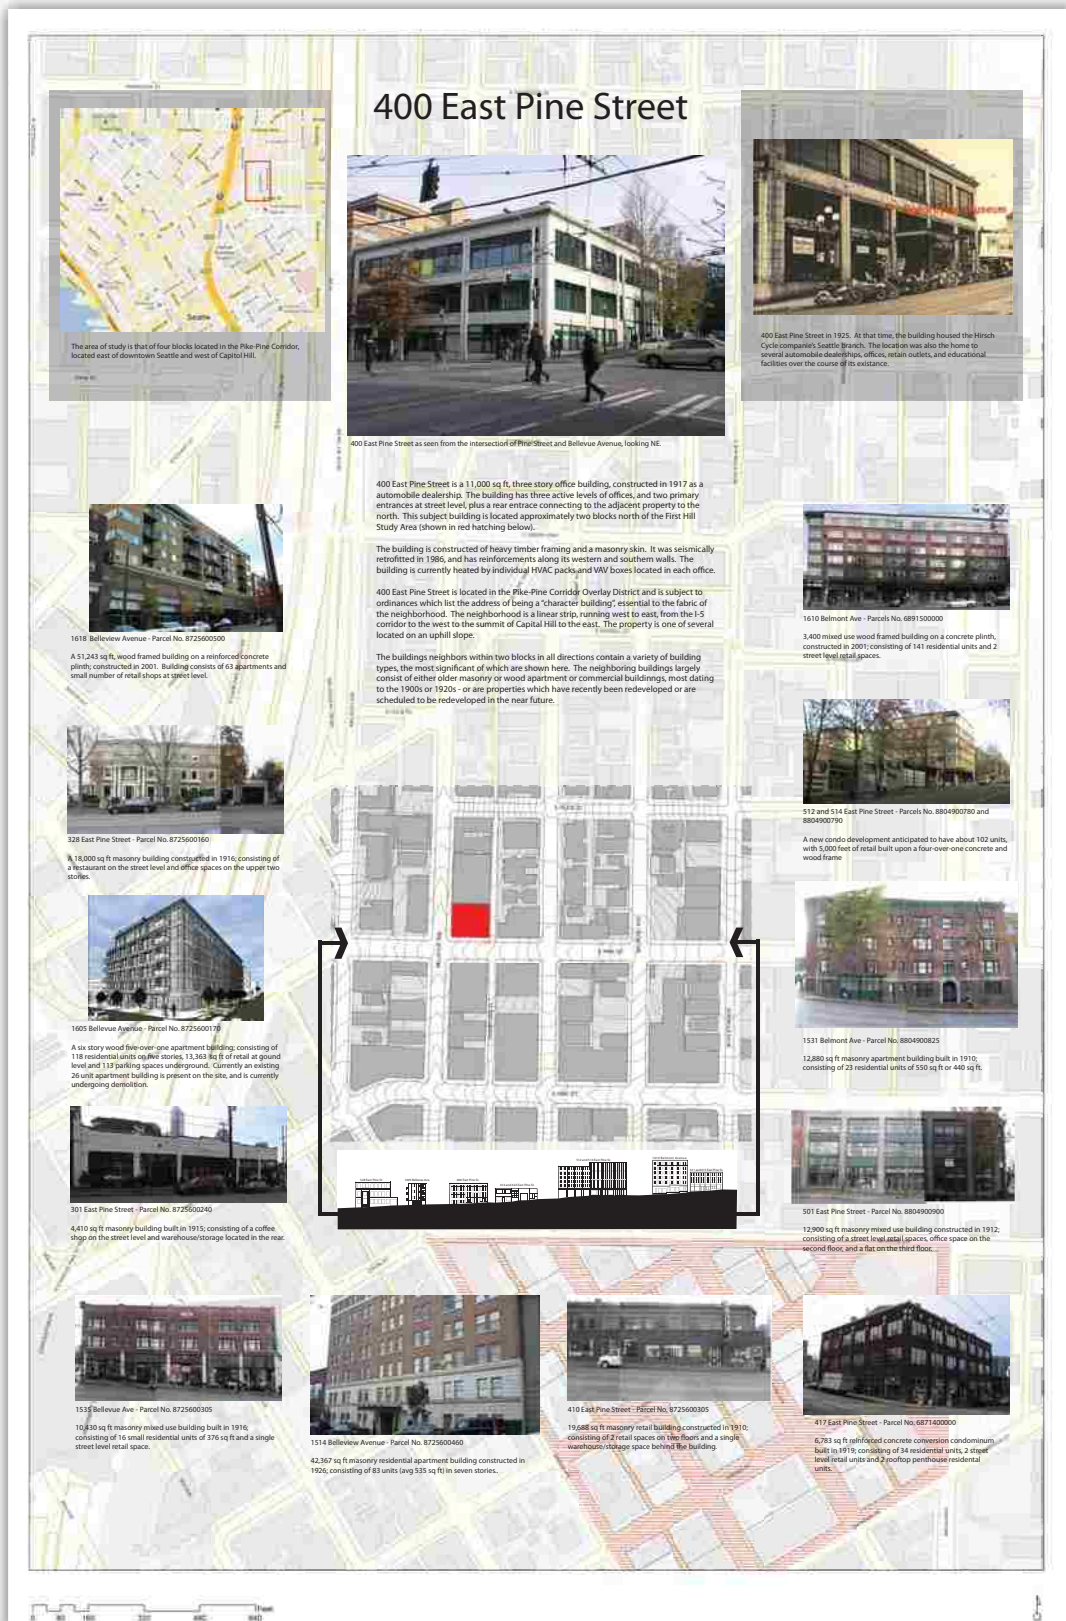 400 East Pine Street
Seattle
The area of study is that of four blocks located in the Pike-Pine Corridor,
located east of downtown Seattle and west of Capitol Hill.
400 East Pine Street as seen from the intersection of Pine Street and Bellevue Avenue, looking NE.
400 East Pine Street in 1925. At that time, the building housed the Hirsch
Cycle companie's Seattle Branch. The location was also the home to
several automobile dealerships, offices, retain outlets, and educational
facilities over the course of its existance.
400 East Pine Street is a 11,000 sq ft, three story office building, constructed in 1917 as a
automobile dealership. The building has three active levels of offices, and two primary
entrances at street level, plus a rear entrace connecting to the adjacent property to the
north. This subject building is located approximately two blocks north of the First Hill
Study Area (shown in red hatching below).
The building is constructed of heavy timber framing and a masonry skin. It was seismically
retrofitted in 1986, and has reinforcements along its western and southern walls. The
building is currently heated by individual HVAC packs and VAV boxes located in each office.
400 East Pine Street is located in the Pike-Pine Corridor Overlay District and is subject to
ordinances which list the address of being a "character building", essential to the fabric of
the neighborhood. The neighborhood is a linear strip, running west to east, from the I-5
corridor to the west to the summit of Capital Hill to the east. The property is one of several
located on an uphill slope.
The buildings neighbors within two blocks in all directions contain a variety of building
types, the most significant of which are shown here. The neighboring buildings largely
consist of either older masonry or wood apartment or commercial buildinngs, most dating
to the 1900s or 1920s - or are properties which have recently been redeveloped or are
scheduled to be redeveloped in the near future.
1618 Belleview Avenue - Parcel No. 8725600500
A 51,243 sq ft, wood framed building on a reinforced concrete
plinth; constructed in 2001. Building consists of 63 apartments and
small number of retail shops at street level.
328 East Pine Street - Parcel No. 8725600160
A 18,000 sq ft masonry building constructed in 1916; consisting of
a restaurant on the street level and office spaces on the upper two
stories.
1605 Bellevue Avenue - Parcel No. 8725600170
A six story wood five-over-one apartment building; consisting of
118 residential units on five stories, 13,363 sq ft of retail at gound
level and 113 parking spaces underground. Currently an existing
26 unit apartment building is present on the site, and is currently
undergoing demolition.
301 East Pine Street - Parcel No. 8725600240
4,410 sq ft masonry building built in 1915; consisting of a coffee
shop on the street level and warehouse/storage located in the rear.
1610 Belmont Ave - Parcels No. 6891500000
3,400 mixed use wood framed building on a concrete plinth,
constructed in 2001; consisting of 141 residential units and 2
street level retail spaces.
512 and 514 East Pine Street - Parcels No. 8804900780 and
8804900790
A new condo development anticipated to have about 102 units,
with 5,000 feet of retail built upon a four-over-one concrete and
wood frame
1531 Belmont Ave - Parcel No. 8804900825
12,880 sq ft masonry apartment building built in 1910;
consisting of 23 residential units of 550 sq ft or 440 sq ft.
501 East Pine Street - Parcel No. 8804900900
12,900 sq ft masonry mixed use building constructed in 1912;
consisting of a street level retail spaces, office space on the
second floor, and a flat on the third floor.
1535 Bellevue Ave - Parcel No. 8725600305
10,430 sq ft masonry mixed use building built in 1916;
consisting of 16 small residential units of 376 sq ft and a single
street level retail space.
1514 Belleview Avenue - Parcel No. 8725600460
42,367 sq ft masonry residential apartment building constructed in
1926; consisting of 83 units (avg 535 sq ft) in seven stories..
410 East Pine Street - Parcel No, 8725600305
19,688 sq ft masonry retail building constructed in 1910;
consisting of 2 retail spaces on two floors and a single
warehouse/storage space behind the building.
417 East Pine Street - Parcel No. 6871400000
6,783 sq ft reinforced concrete conversion condominum
built in 1919; consisting of 34 residential units, 2 street
level retail units and 2 rooftop penthouse residental
units.